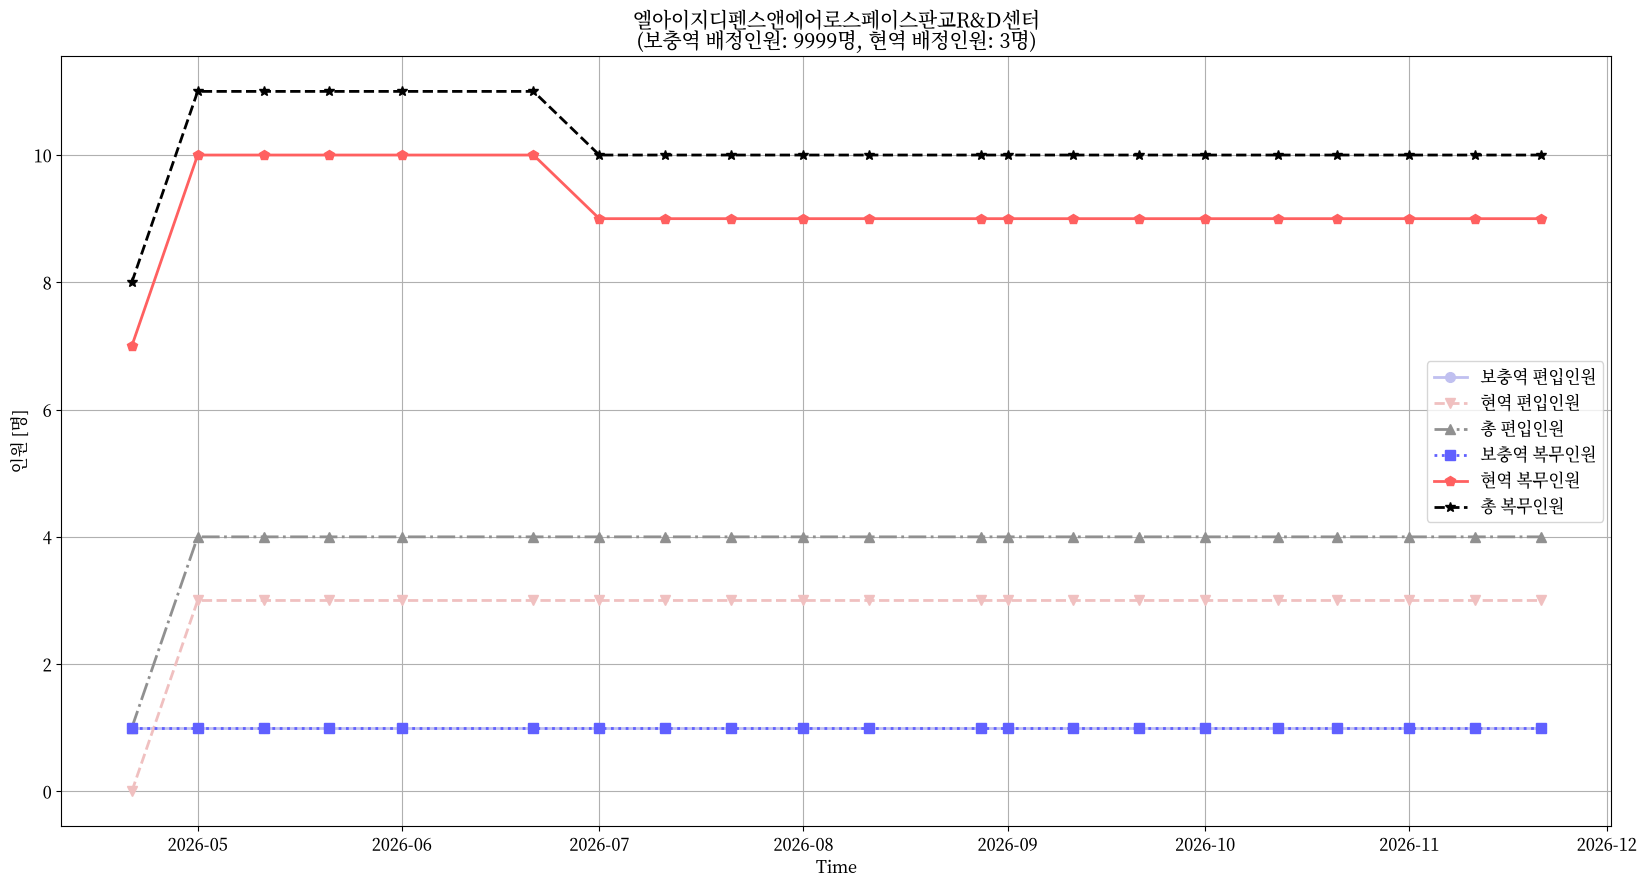 엘아이지디펜스앤에어로스페이스판교R&D센터
(보충역 배정인원: 9999명, 현역 배정인원: 3명)
인원 [명]
10
8
6
4
2
0
보충역 편입인원
현역 편입인원
총 편입인원
보충역 복무인원
현역 복무인원
총 복무인원
2026-05
2026-06
2026-07
2026-08
2026-09
2026-10
2026-11
2026-12
Time